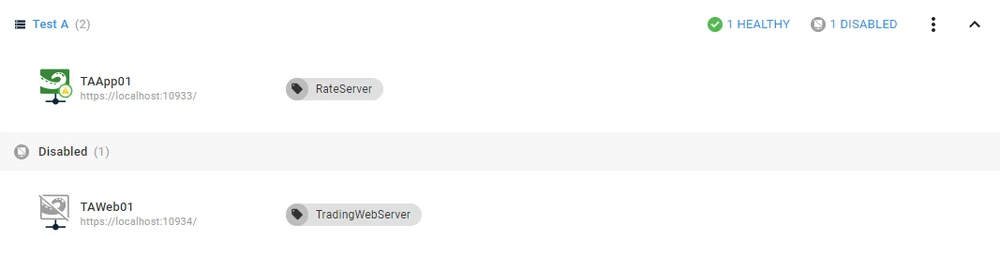 Test A (2) 1 HEALTHY 1 DISABLED
TAApp01
https://localhost:10933/
RateServer
Disabled (1)
TAWeb01
https://localhost:10934/
TradingWebServer